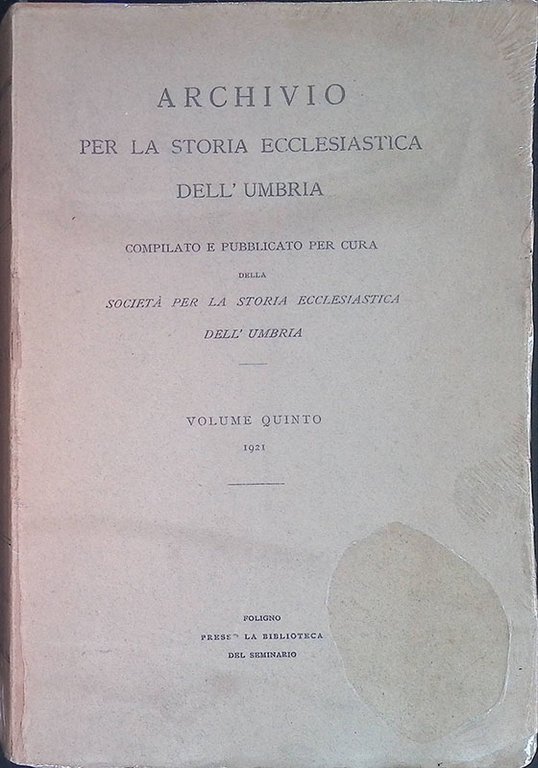 ARCHIVIO
PER LA STORIA ECCLESIASTICA
DELL' UMBRIA
COMPILATO E PUBBLICATO PER CURA
DELLA
SOCIETÀ PER LA STORIA ECCLESIASTICA
DELL' UMBRIA
VOLUME QUINTO
1921
FOLIGNO
PRESSO LA BIBLIOTECA
DEL SEMINARIO